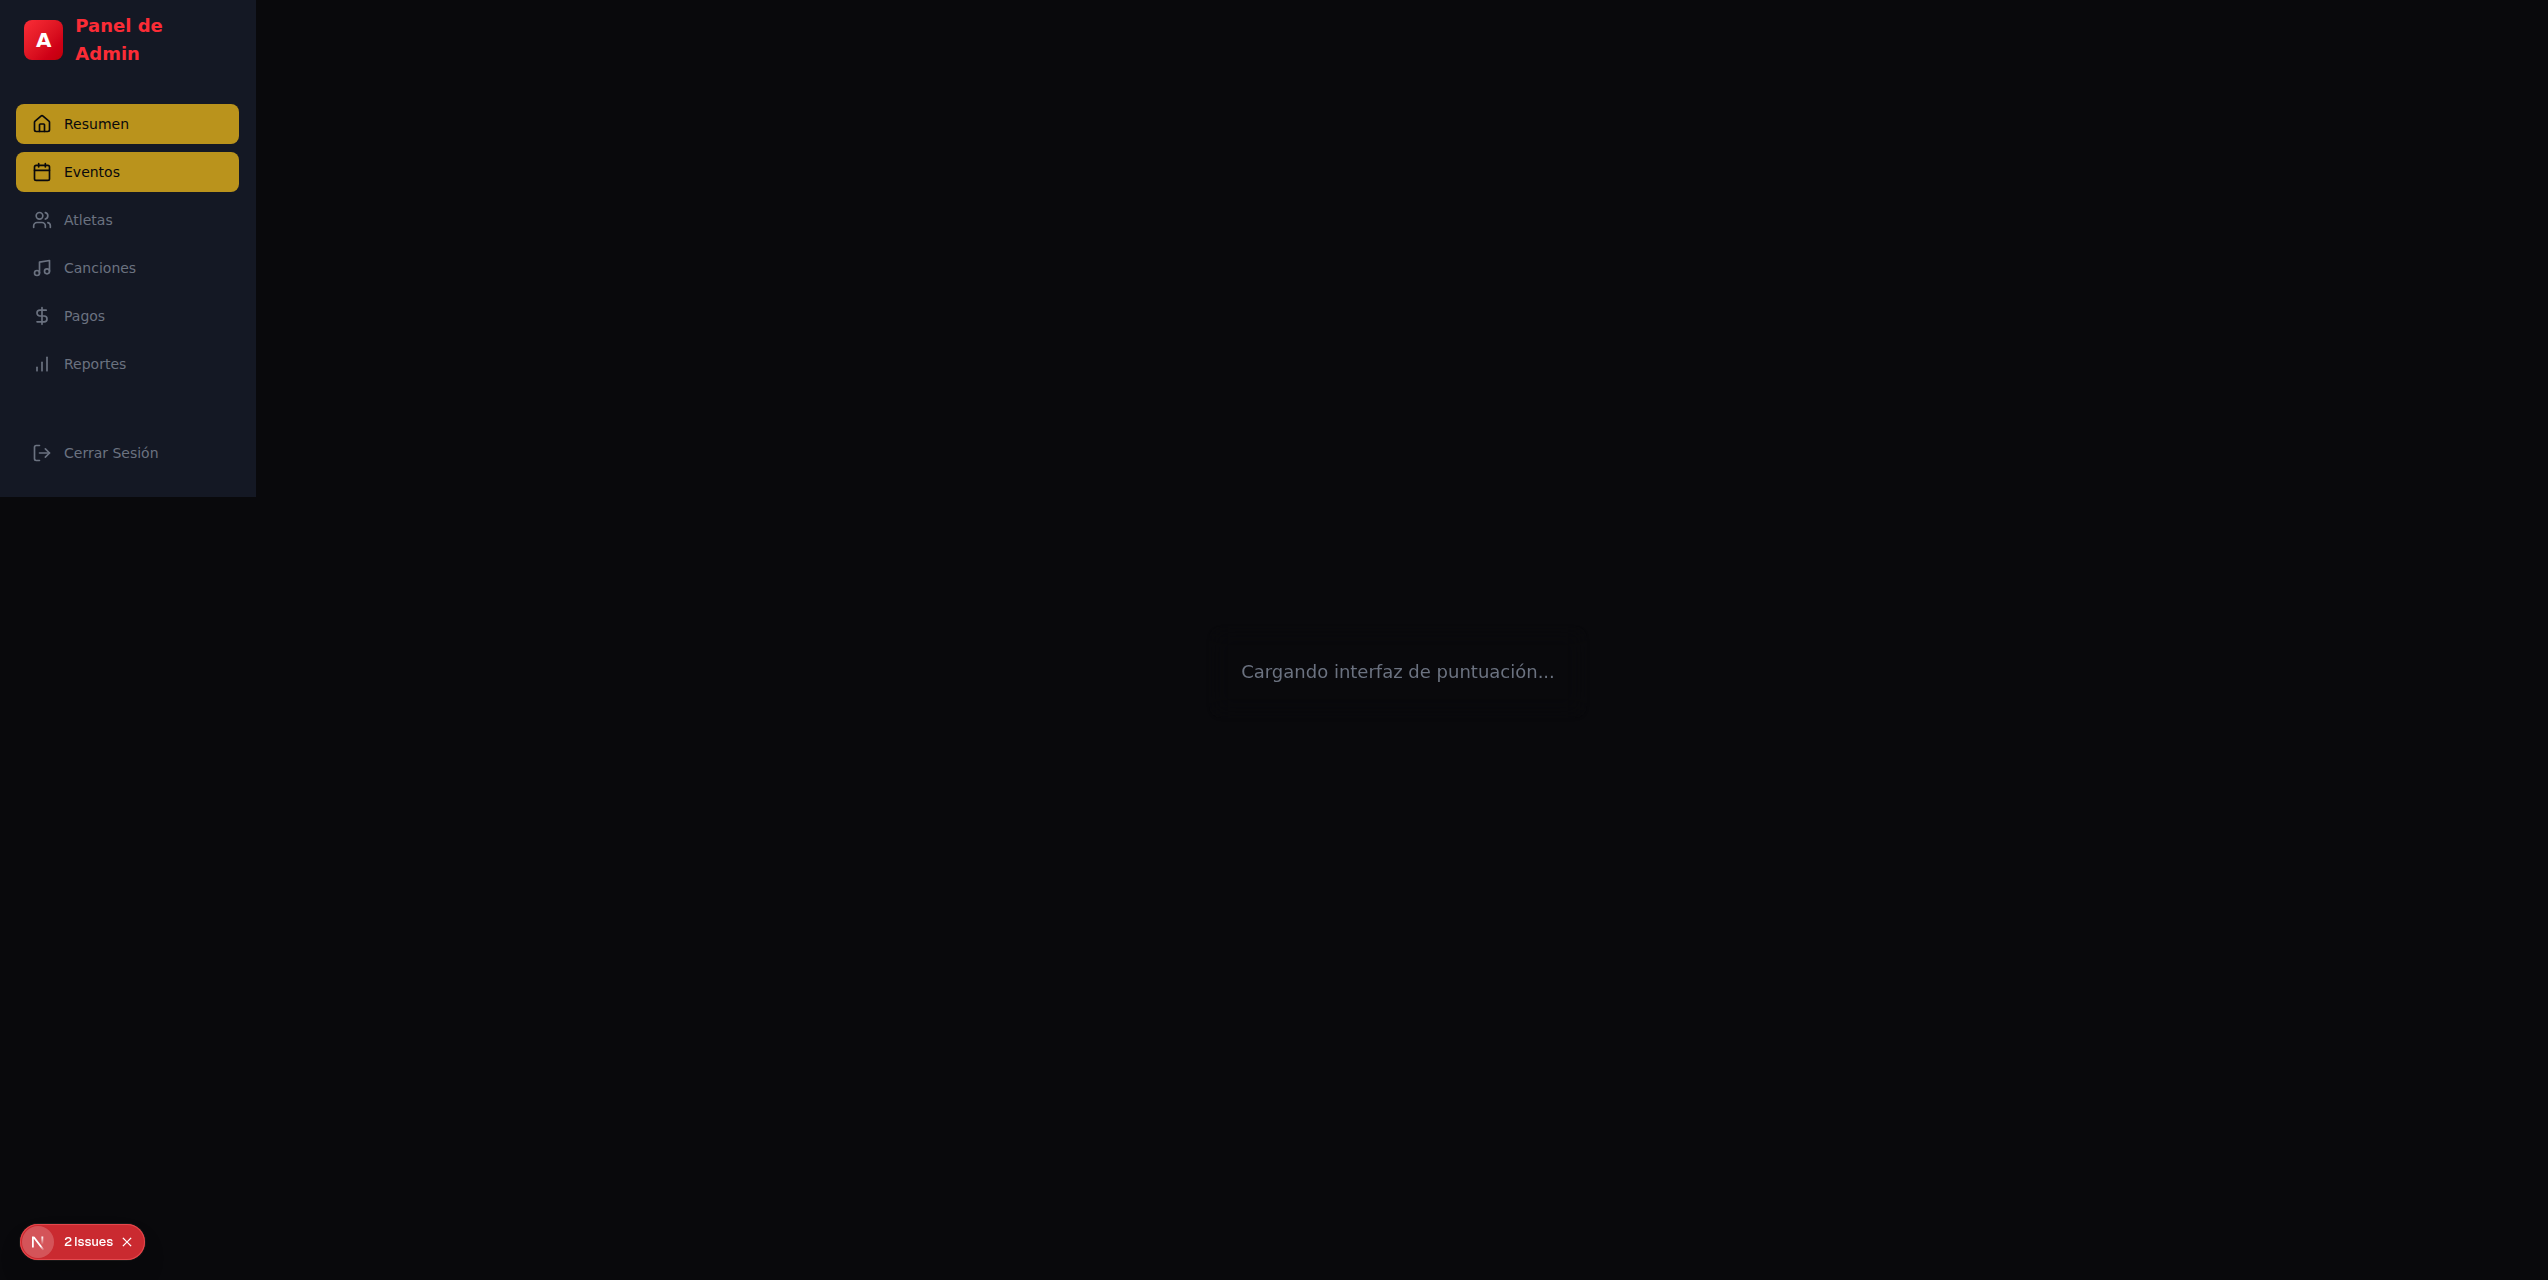 A
Panel de
Admin
Resumen
Eventos
Atletas
Canciones
Pagos
Reportes
Cerrar Sesión
Cargando interfaz de puntuación...
N
2 Issues